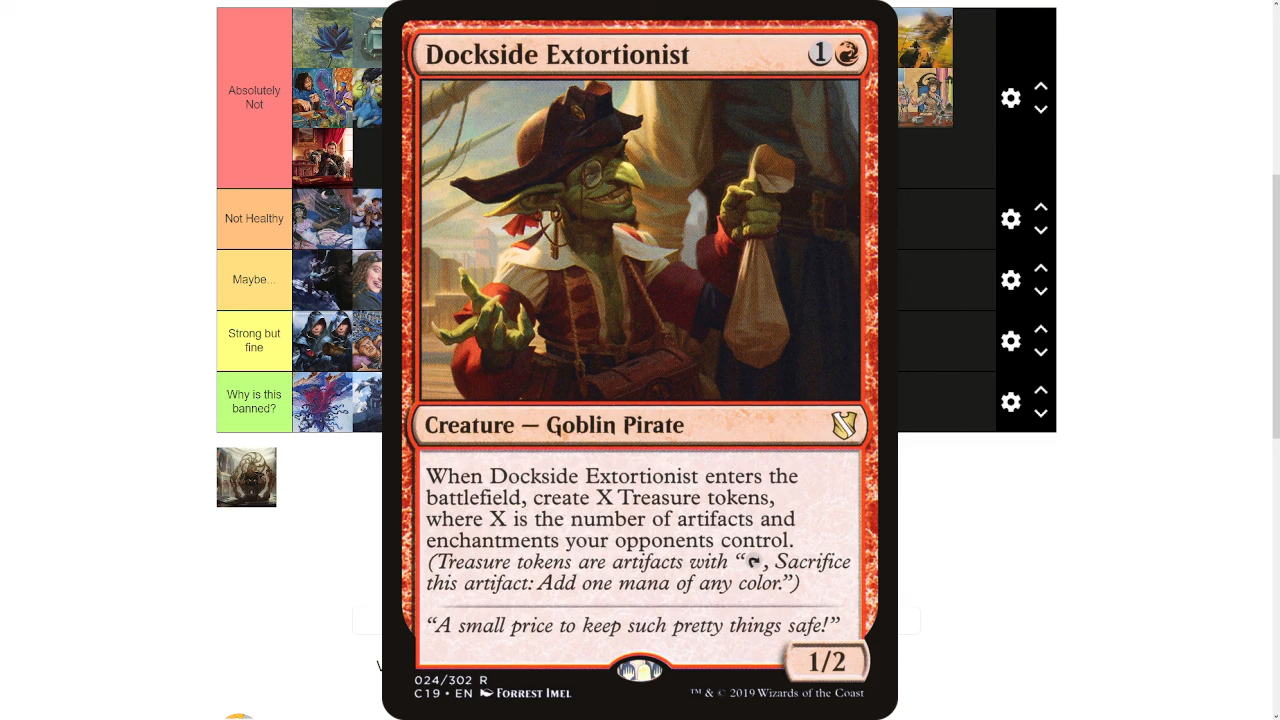 Absolutely
Not
Not Healthy
Maybe...
Strong but
fine
Why is this
banned?
Dockside Extortionist
1
Creature — Goblin Pirate
When Dockside Extortionist enters the
battlefield, create X Treasure tokens,
where X is the number of artifacts and
enchantments your opponents control.
(Treasure tokens are artifacts with “, Sacrifice
this artifact: Add one mana of any color.”)
“A small price to keep such pretty things safe!”
1/2
024/302 R
C19 • EN Forrest Imel
™ & © 2019 Wizards of the Coast